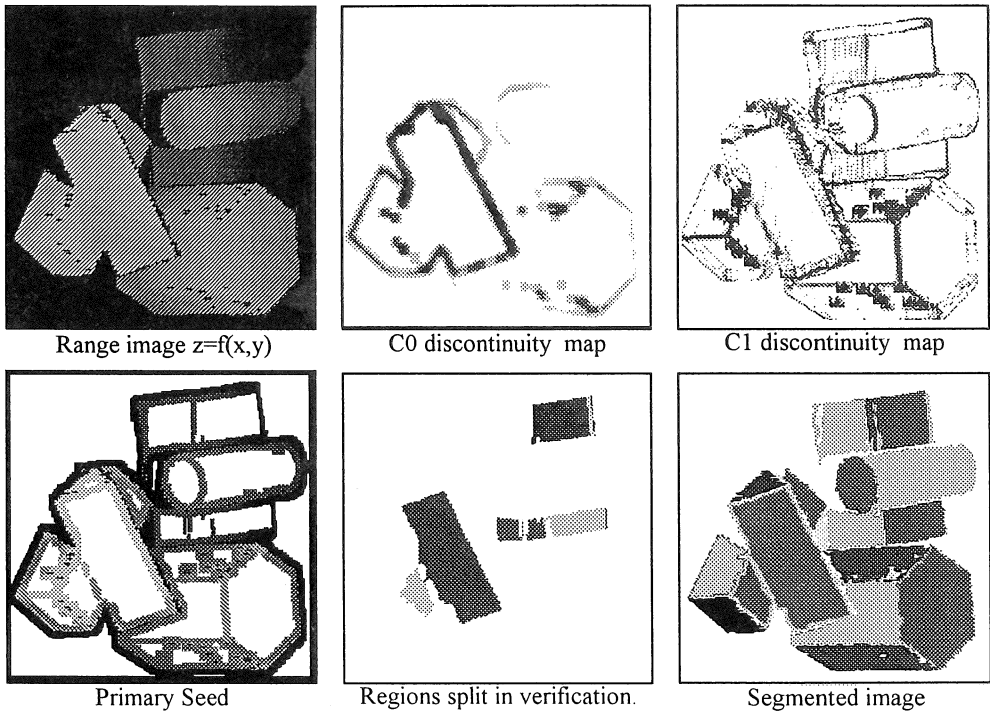 Range image z=f(x,y)
C0 discontinuity map
C1 discontinuity map
Primary Seed
Regions split in verification.
Segmented image